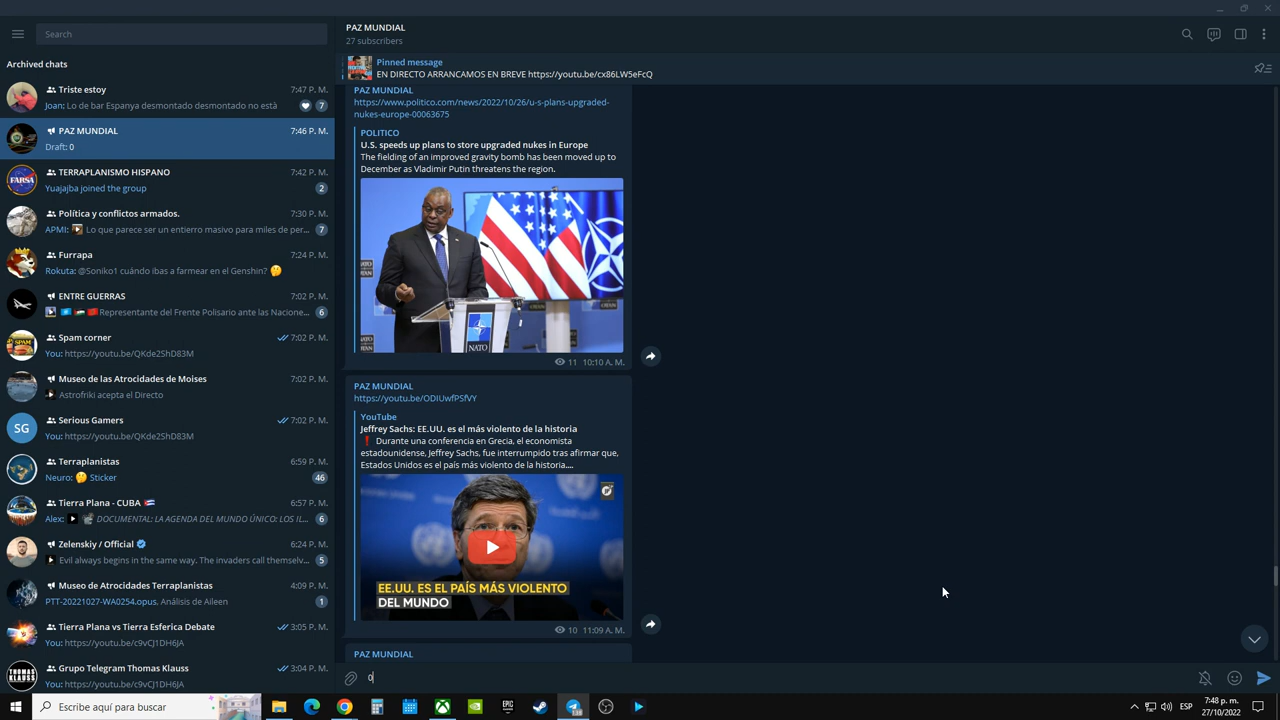 Search
Archived chats
Triste estoy
7:47 P. M.
Joan: Lo de bar Espanya desmontado desmontado no està
7
PAZ MUNDIAL
7:46 P. M.
Draft: 0
TERRAPLANISMO HISPANO
7:42 P. M.
Yuajajba joined the group
2
Política y conflictos armados.
7:30 P. M.
APMI: Lo que parece ser un entierro masivo para miles de per...
7
Furrapa
7:24 P. M.
Rokuta: @Soniko1 cuándo ibas a farmear en el Genshin?
ENTRE GUERRAS
7:02 P. M.
Representante del Frente Polisario ante las Nacione...
6
Spam corner
7:02 P. M.
You: https://youtu.be/QKde2ShD83M
Museo de las Atrocidades de Moises
7:02 P. M.
Astrofriki acepta el Directo
SG
Serious Gamers
7:02 P. M.
You: https://youtu.be/QKde2ShD83M
Terraplanistas
6:59 P. M.
Neuro: Sticker
46
Tierra Plana - CUBA
6:57 P. M.
Alex: DOCUMENTAL: LA AGENDA DEL MUNDO ÚNICO: LOS IL...
6
Zelenskiy / Official
6:24 P. M.
Evil always begins in the same way. The invaders call themselv...
5
Museo de Atrocidades Terraplanistas
4:09 P. M.
PTT-20221027-WA0254.opus. Análisis de Aileen
1
Tierra Plana vs Tierra Esferica Debate
3:05 P. M.
You: https://youtu.be/c9vCJ1DH6JA
THOMAS KLAUSS
Grupo Telegram Thomas Klauss
3:04 P. M.
You: https://youtu.be/c9vCJ1DH6JA
PAZ MUNDIAL
27 subscribers
Pinned message
EN DIRECTO ARRANCAMOS EN BREVE https://youtu.be/cx86LW5eFcQ
PAZ MUNDIAL
https://www.politico.com/news/2022/10/26/u-s-plans-upgraded-
nukes-europe-00063675
POLITICO
U.S. speeds up plans to store upgraded nukes in Europe
The fielding of an improved gravity bomb has been moved up to
December as Vladimir Putin threatens the region.
NATO
11 10:10 A. M.
PAZ MUNDIAL
https://youtu.be/ODIUwfPSfVY
YouTube
Jeffrey Sachs: EE.UU. es el más violento de la historia
Durante una conferencia en Grecia, el economista
estadounidense, Jeffrey Sachs, fue interrumpido tras afirmar que,
Estados Unidos es el país más violento de la historia....
EE.UU. ES EL PAÍS MÁS VIOLENTO
DEL MUNDO
10 11:09 A. M.
PAZ MUNDIAL
0
Escribe aquí para buscar
ESP
7:48 p. m.
27/10/2022